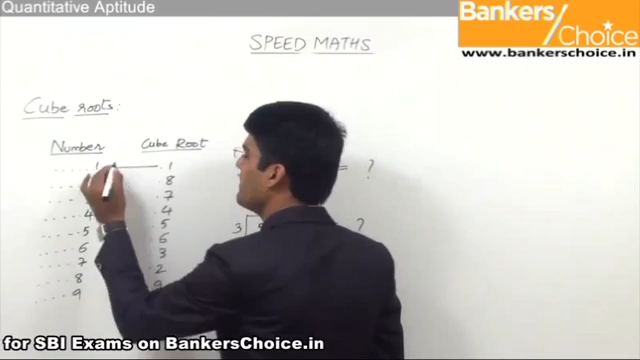 Quantitative Aptitude
Bankers/
Choice
www.bankerschoice.in
SPEED MATHS
Cube roots:
Number Cube Root
.....1 .1 = ?
.8
.7
....4 .4
....5 .5 3 ?
....6 .6
....7 .3
....8 .2
....9 .9
for SBI Exams on BankersChoice.in